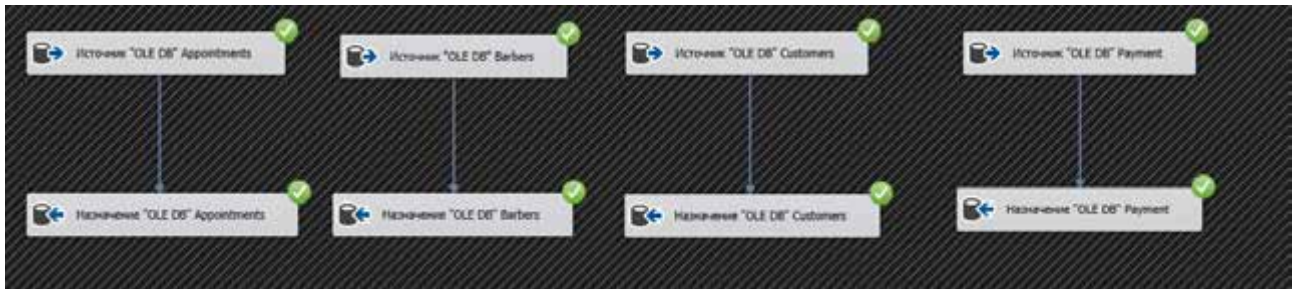 Источник "OLE DB" Appointments
Источник "OLE DB" Barbers
Источник "OLE DB" Customers
Источник "OLE DB" Payment
Назначение "OLE DB" Appointments
Назначение "OLE DB" Barbers
Назначение "OLE DB" Customers
Назначение "OLE DB" Payment